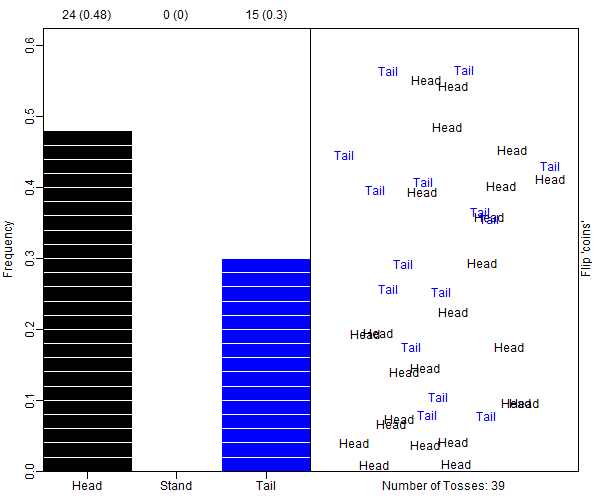 24 (0.48) 0 (0) 15 (0.3)
0.6
0.5
0.4
0.3
0.2
0.1
0.0
Frequency
Head Stand Tail
Tail Tail
Head
Head
Head
Head
Tail
Tail
Head
Tail
Head
Tail
Head
Tail
Head
Tail
Head
Tail
Tail
Tail
Head
Head
Head
Tail
Head
Head
Head
Tail
Head
Head
Tail
Tail
Head
Head
Head
Head
Head
Head
Head
Flip 'coins'
Number of Tosses: 39